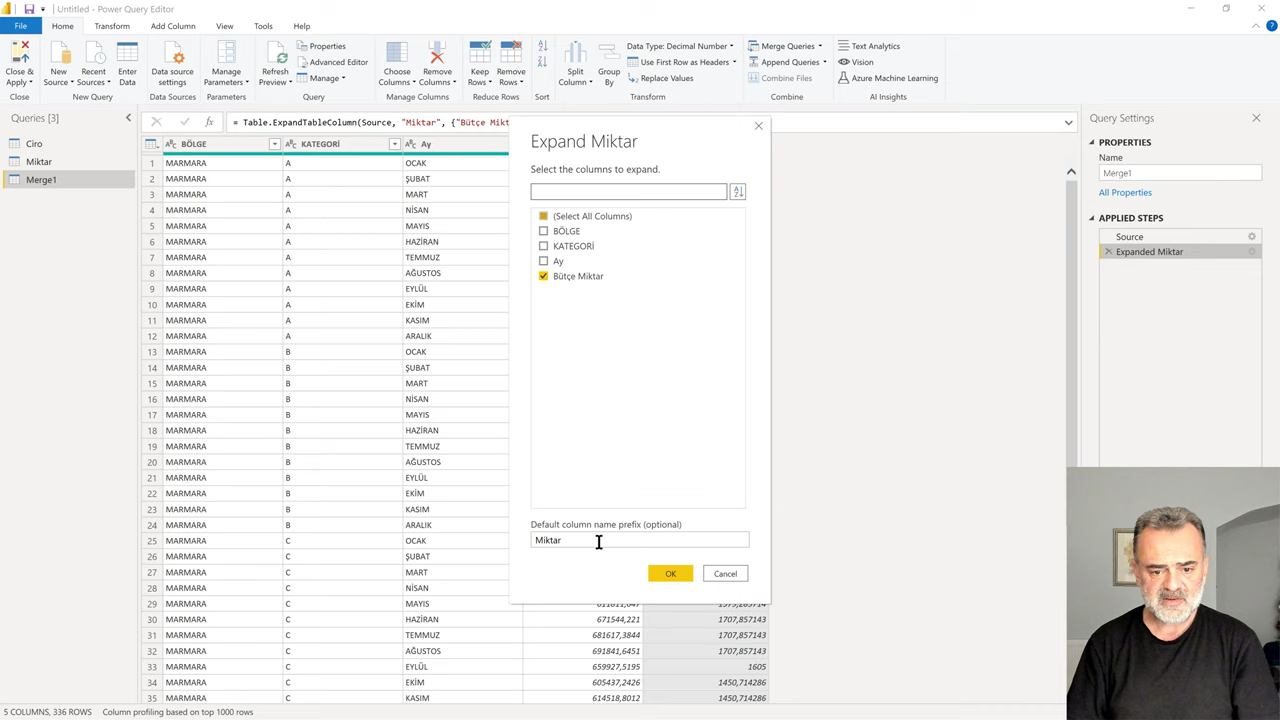 Untitled - Power Query Editor
File Home Transform Add Column View Tools Help
Close & Apply
New Source
Recent Sources
Enter Data
Data source settings
Manage Parameters
Refresh Preview
Properties
Advanced Editor
Manage
Choose Columns
Remove Columns
Keep Rows
Remove Rows
Split Column
Group By
Data Type: Decimal Number
Use First Row as Headers
Replace Values
Merge Queries
Append Queries
Combine Files
Text Analytics
Vision
Azure Machine Learning
Close New Query Data Sources Parameters Query Manage Columns Reduce Rows Sort Transform Combine AI Insights
Queries [3]
Ciro
Miktar
Merge1
= Table.ExpandTableColumn(Source, "Miktar", {"Bütçe Mikt
BÖLGE KATEGORİ Ay
1 MARMARA A OCAK
2 MARMARA A ŞUBAT
3 MARMARA A MART
4 MARMARA A NİSAN
5 MARMARA A MAYIS
6 MARMARA A HAZİRAN
7 MARMARA A TEMMUZ
8 MARMARA A AĞUSTOS
9 MARMARA A EYLÜL
10 MARMARA A EKİM
11 MARMARA A KASIM
12 MARMARA A ARALIK
13 MARMARA B OCAK
14 MARMARA B ŞUBAT
15 MARMARA B MART
16 MARMARA B NİSAN
17 MARMARA B MAYIS
18 MARMARA B HAZİRAN
19 MARMARA B TEMMUZ
20 MARMARA B AĞUSTOS
21 MARMARA B EYLÜL
22 MARMARA B EKİM
23 MARMARA B KASIM
24 MARMARA B ARALIK
25 MARMARA C OCAK
26 MARMARA C ŞUBAT
27 MARMARA C MART
28 MARMARA C NİSAN
29 MARMARA C MAYIS
30 MARMARA C HAZİRAN 671544,221 1707,857143
31 MARMARA C TEMMUZ 681617,3844 1707,857143
32 MARMARA C AĞUSTOS 691841,6451 1707,857143
33 MARMARA C EYLÜL 659927,5195 1605
34 MARMARA C EKİM 605437,2426 1450,714286
35 MARMARA C KASIM 614518,8012 1450,714286
Expand Miktar
Select the columns to expand.
(Select All Columns)
BÖLGE
KATEGORİ
Ay
Bütçe Miktar
Default column name prefix (optional)
Miktar
OK Cancel
Query Settings
PROPERTIES
Name
Merge1
All Properties
APPLIED STEPS
Source
Expanded Miktar
5 COLUMNS, 336 ROWS Column profiling based on top 1000 rows